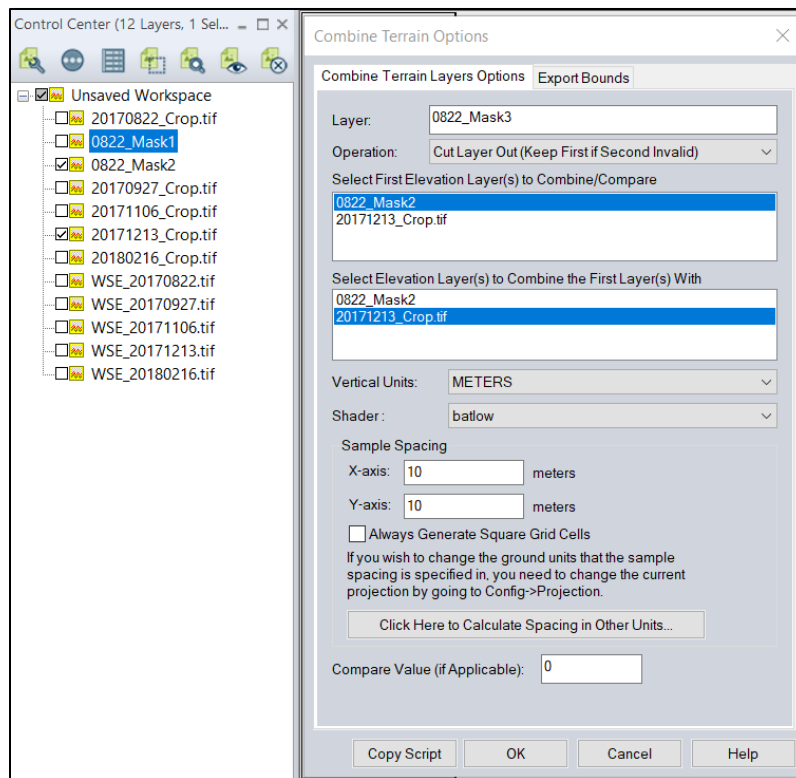 Control Center (12 Layers, 1 Sel...
Unsaved Workspace
20170822_Crop.tif
0822_Mask1
0822_Mask2
20170927_Crop.tif
20171106_Crop.tif
20171213_Crop.tif
20180216_Crop.tif
WSE_20170822.tif
WSE_20170927.tif
WSE_20171106.tif
WSE_20171213.tif
WSE_20180216.tif
Combine Terrain Options
Combine Terrain Layers Options
Export Bounds
Layer: 0822_Mask3
Operation: Cut Layer Out (Keep First if Second Invalid)
Select First Elevation Layer(s) to Combine/Compare
0822_Mask2
20171213_Crop.tif
Select Elevation Layer(s) to Combine the First Layer(s) With
0822_Mask2
20171213_Crop.tif
Vertical Units: METERS
Shader: batlow
Sample Spacing
X-axis: 10 meters
Y-axis: 10 meters
Always Generate Square Grid Cells
If you wish to change the ground units that the sample
spacing is specified in, you need to change the current
projection by going to Config->Projection.
Click Here to Calculate Spacing in Other Units...
Compare Value (if Applicable): 0
Copy Script OK Cancel Help